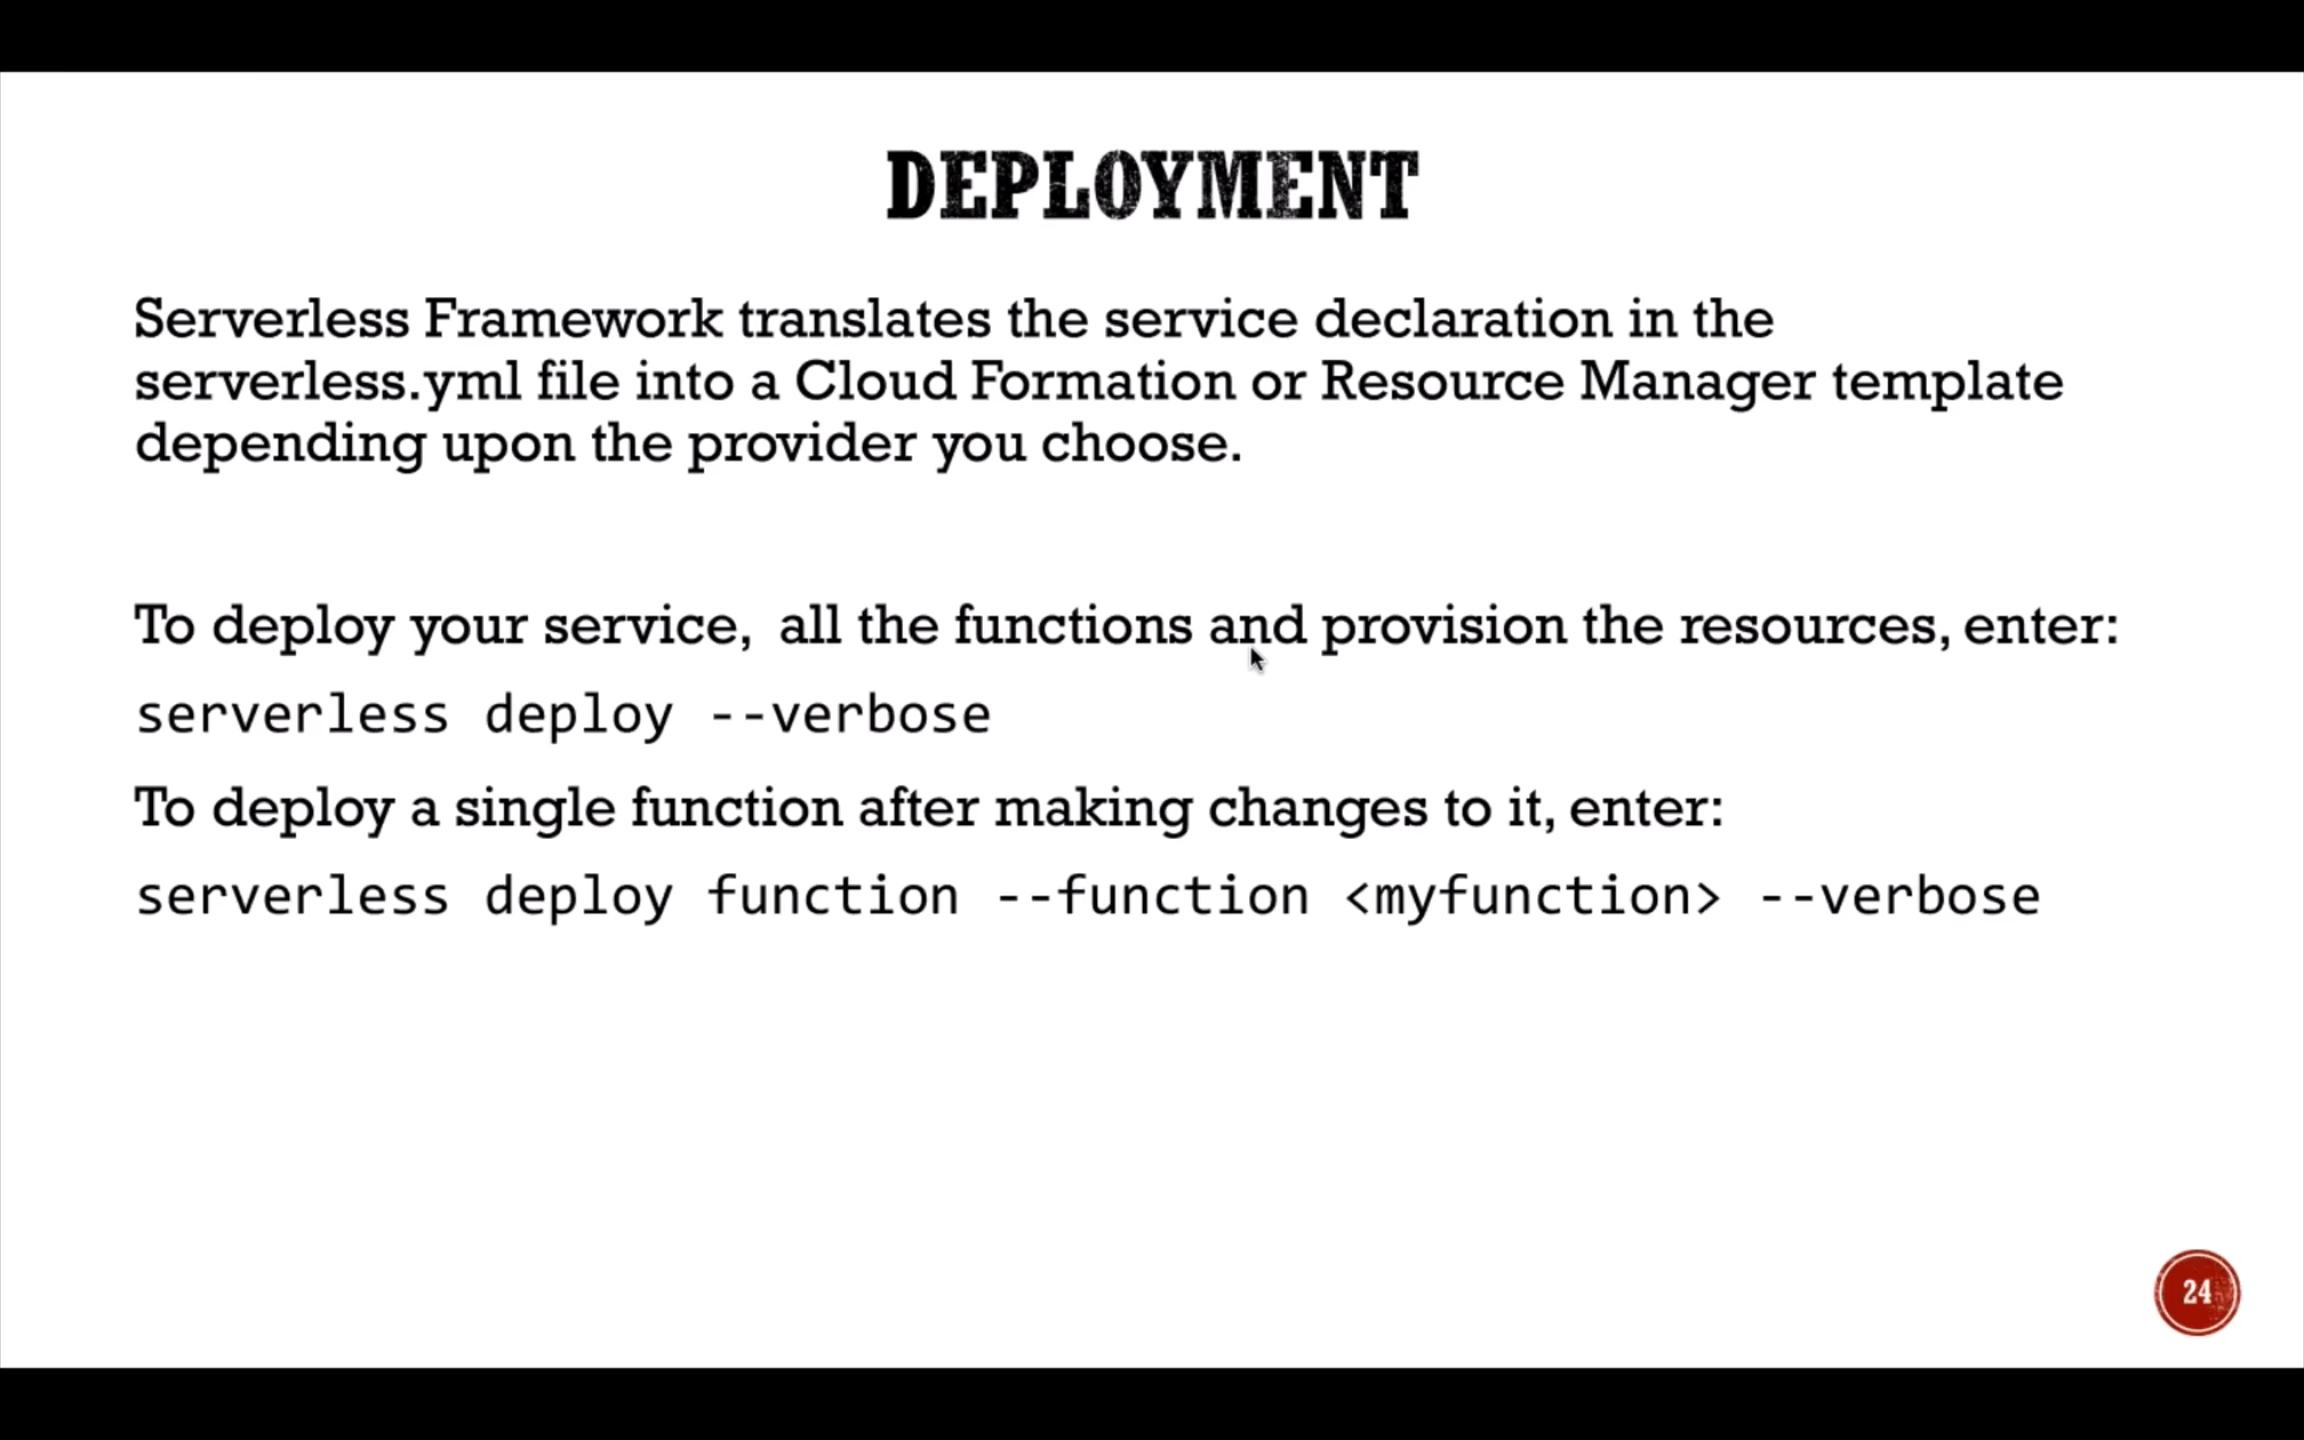 DEPLOYMENT
Serverless Framework translates the service declaration in the
serverless.yml file into a Cloud Formation or Resource Manager template
depending upon the provider you choose.
To deploy your service,  all the functions and provision the resources, enter:
serverless deploy --verbose
To deploy a single function after making changes to it, enter:
serverless deploy function --function <myfunction> --verbose
24